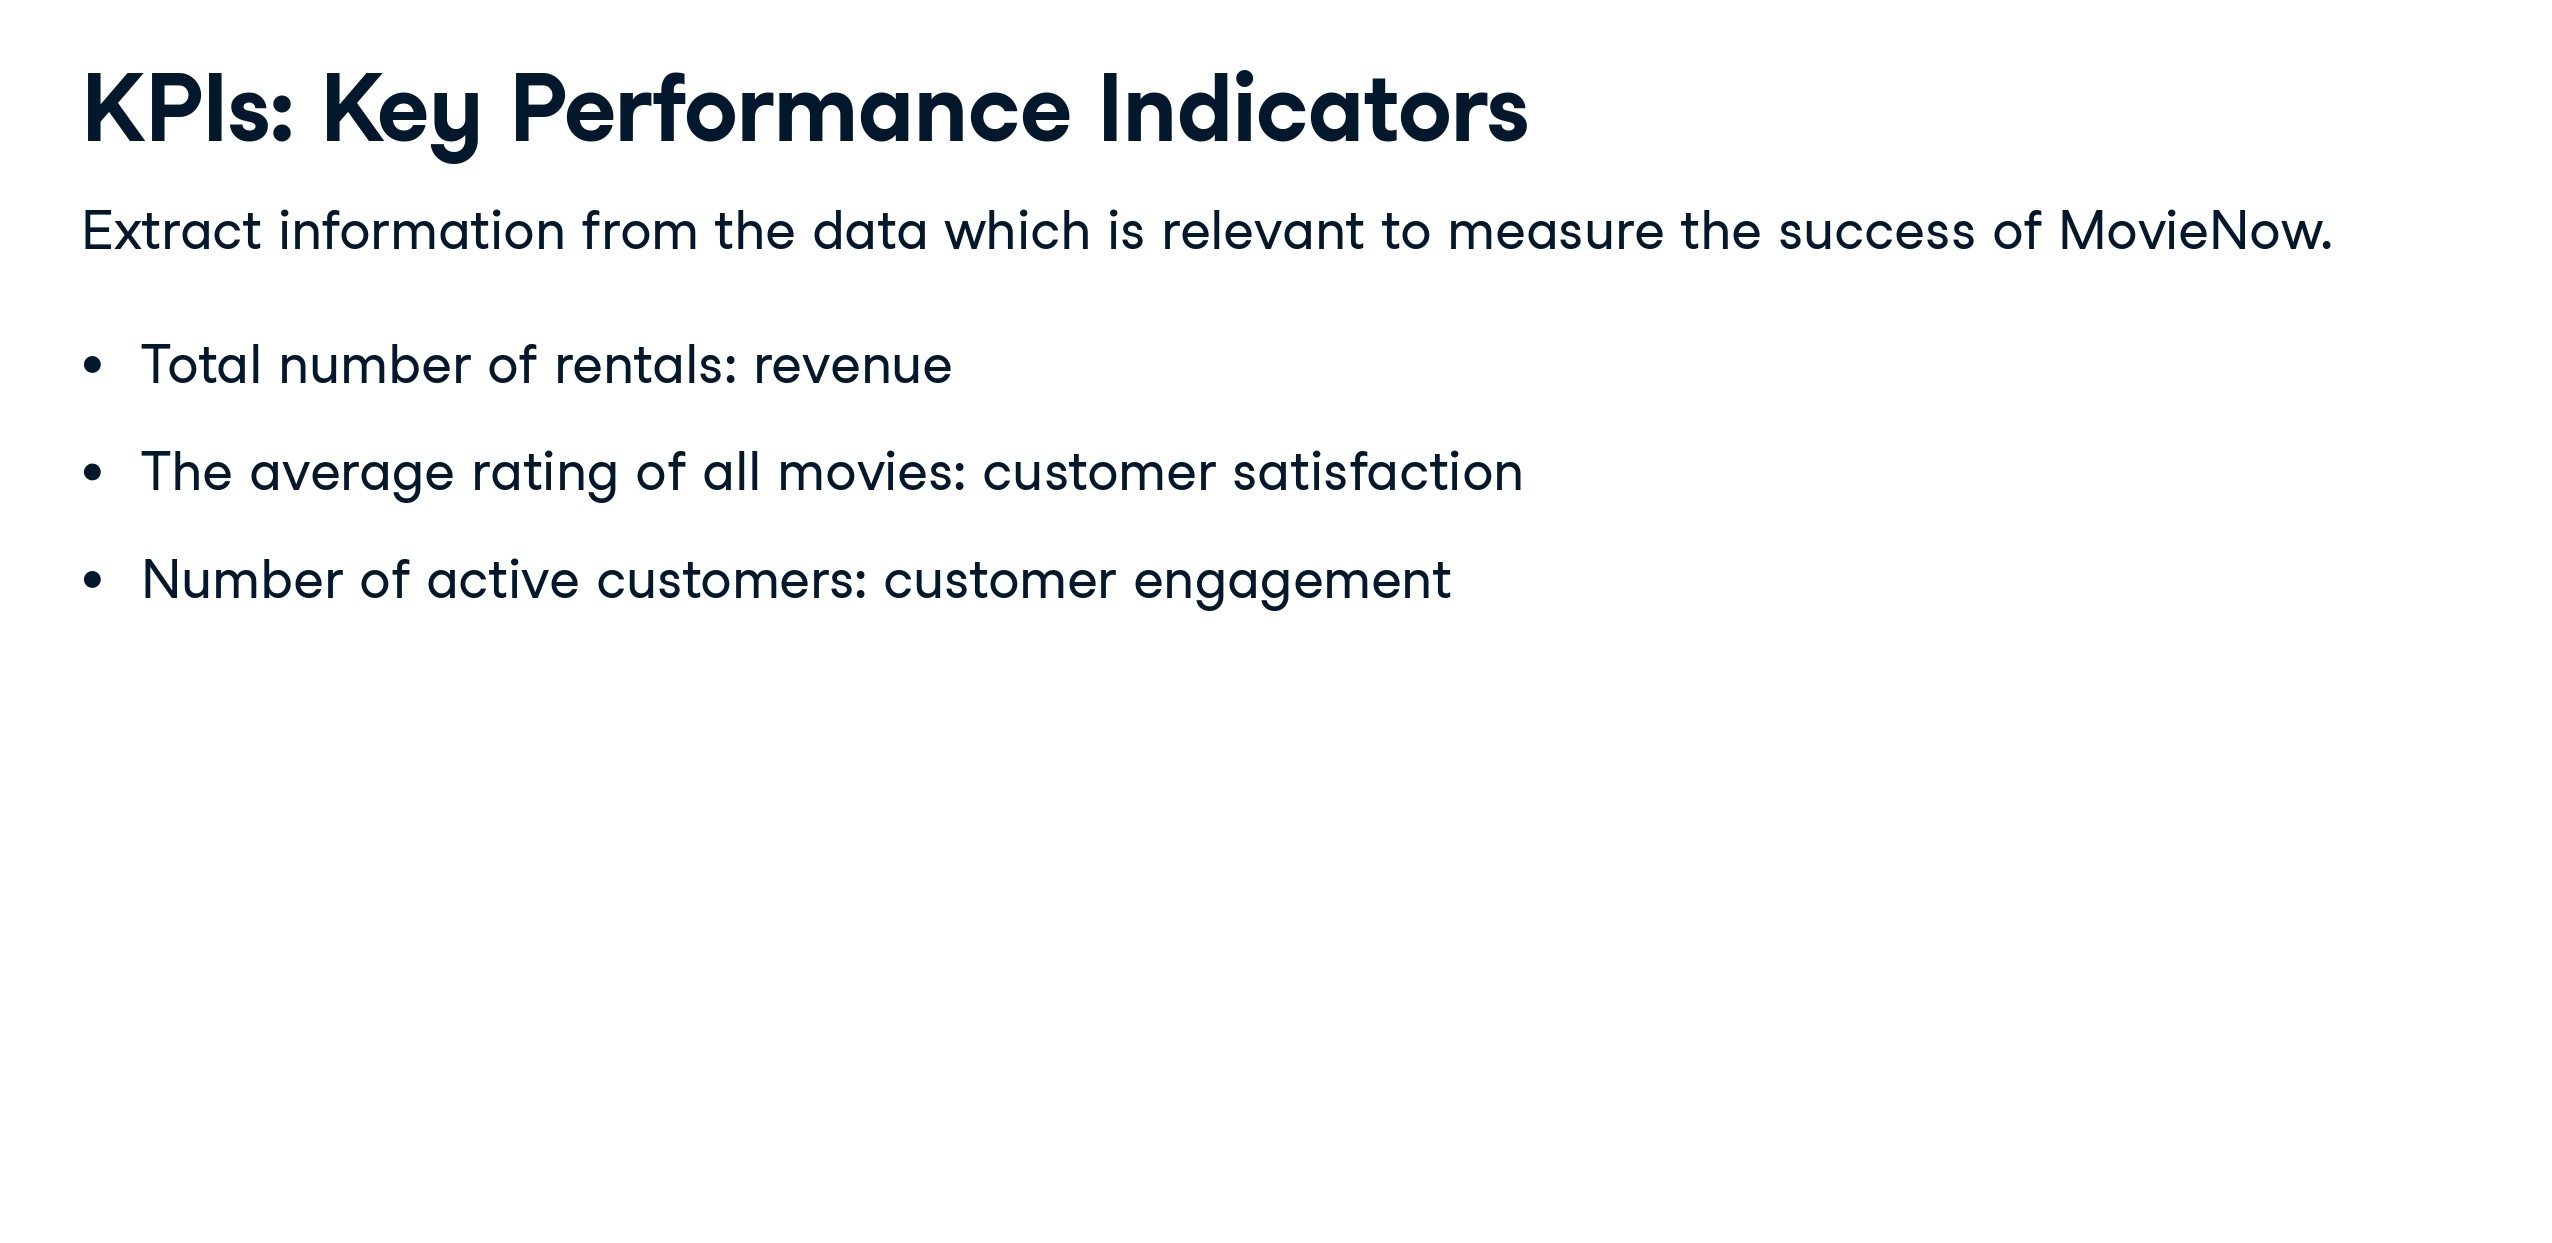 KPIs: Key Performance Indicators
Extract information from the data which is relevant to measure the success of MovieNow.
• Total number of rentals: revenue
• The average rating of all movies: customer satisfaction
• Number of active customers: customer engagement